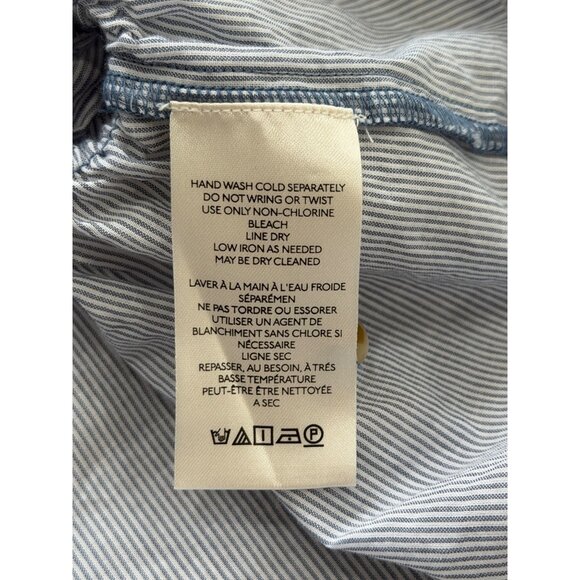 HAND WASH COLD SEPARATELY
DO NOT WRING OR TWIST
USE ONLY NON-CHLORINE
BLEACH
LINE DRY
LOW IRON AS NEEDED
MAY BE DRY CLEANED
LAVER À LA MAIN À L'EAU FROIDE
SÉPARÉMEN
NE PAS TORDRE OU ESSORER
UTILISER UN AGENT DE
BLANCHIMENT SANS CHLORE SI
NÉCESSAIRE
LIGNE SEC
REPASSER, AU BESOIN, À TRÉS
BASSE TEMPÉRATURE
PEUT-ÊTRE ÊTRE NETTOYÉE
A SEC
P